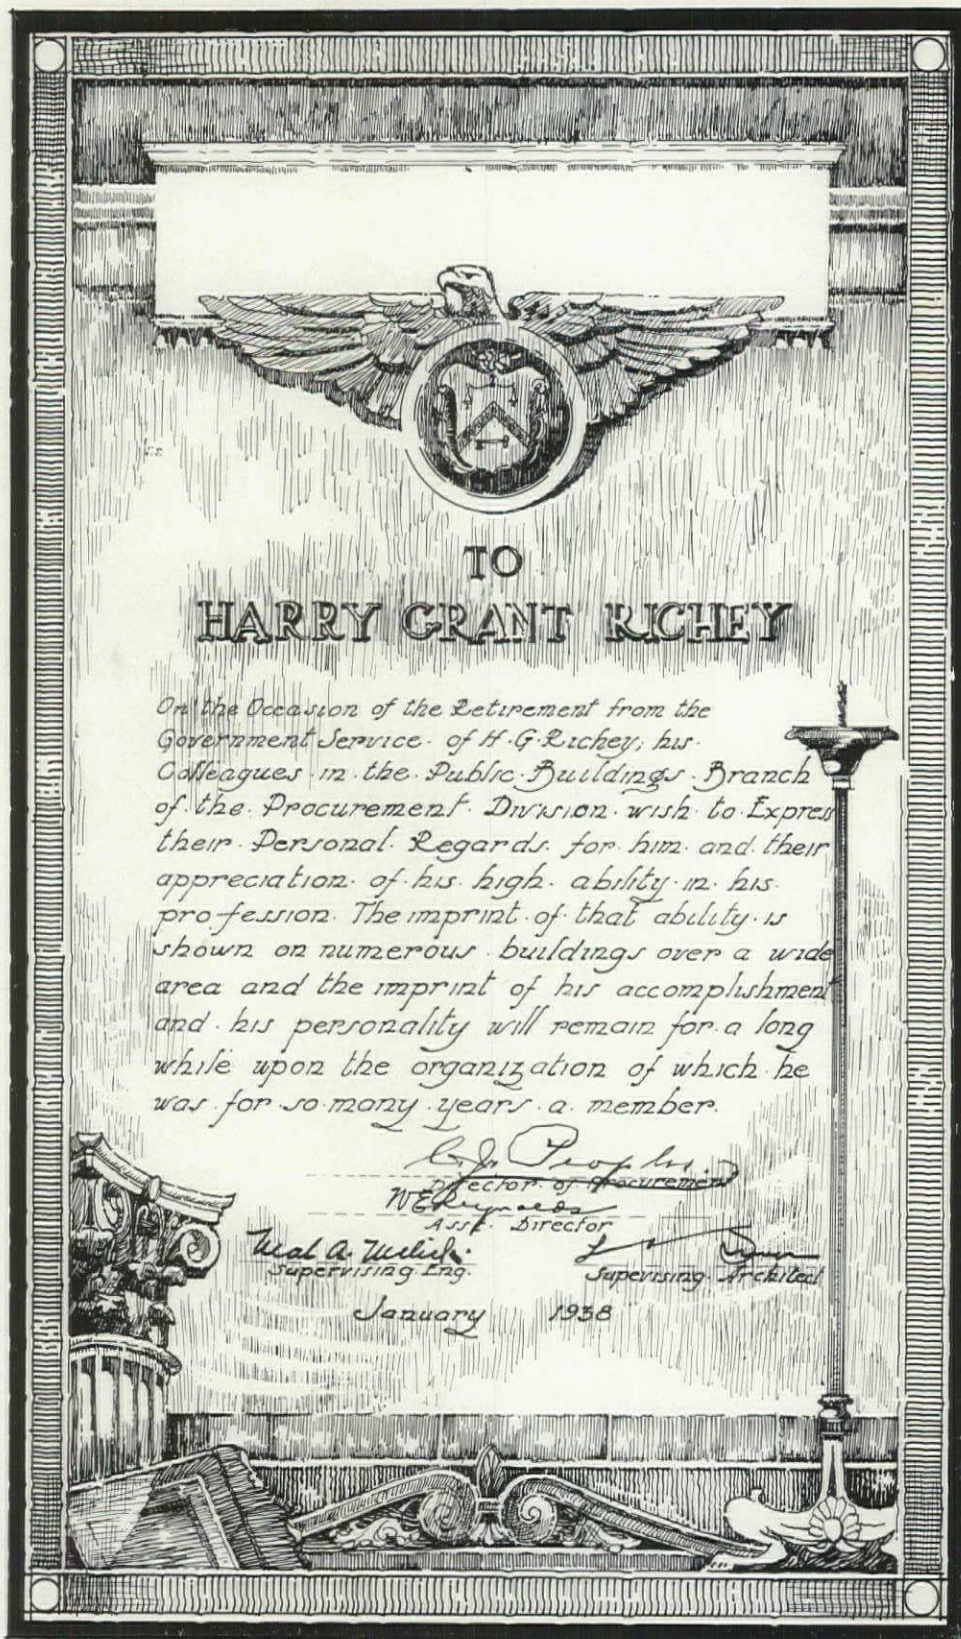 TO
HARRY GRANT RICHEY
On the Occasion of the Retirement from the
Government Service of H.G. Richey, his
Colleagues in the Public Buildings Branch
of the Procurement Division wish to Express
their Personal Regards for him and their
appreciation of his high ability in his
profession. The imprint of that ability is
shown on numerous buildings over a wide
area and the imprint of his accomplishment
and his personality will remain for a long
while upon the organization of which he
was for so many years a member.
C.J. Peoples.
Director of Procurement
W E Reynolds
Asst. Director
Neal A. Melick.
Supervising Eng.
Supervising Architect
January 1938